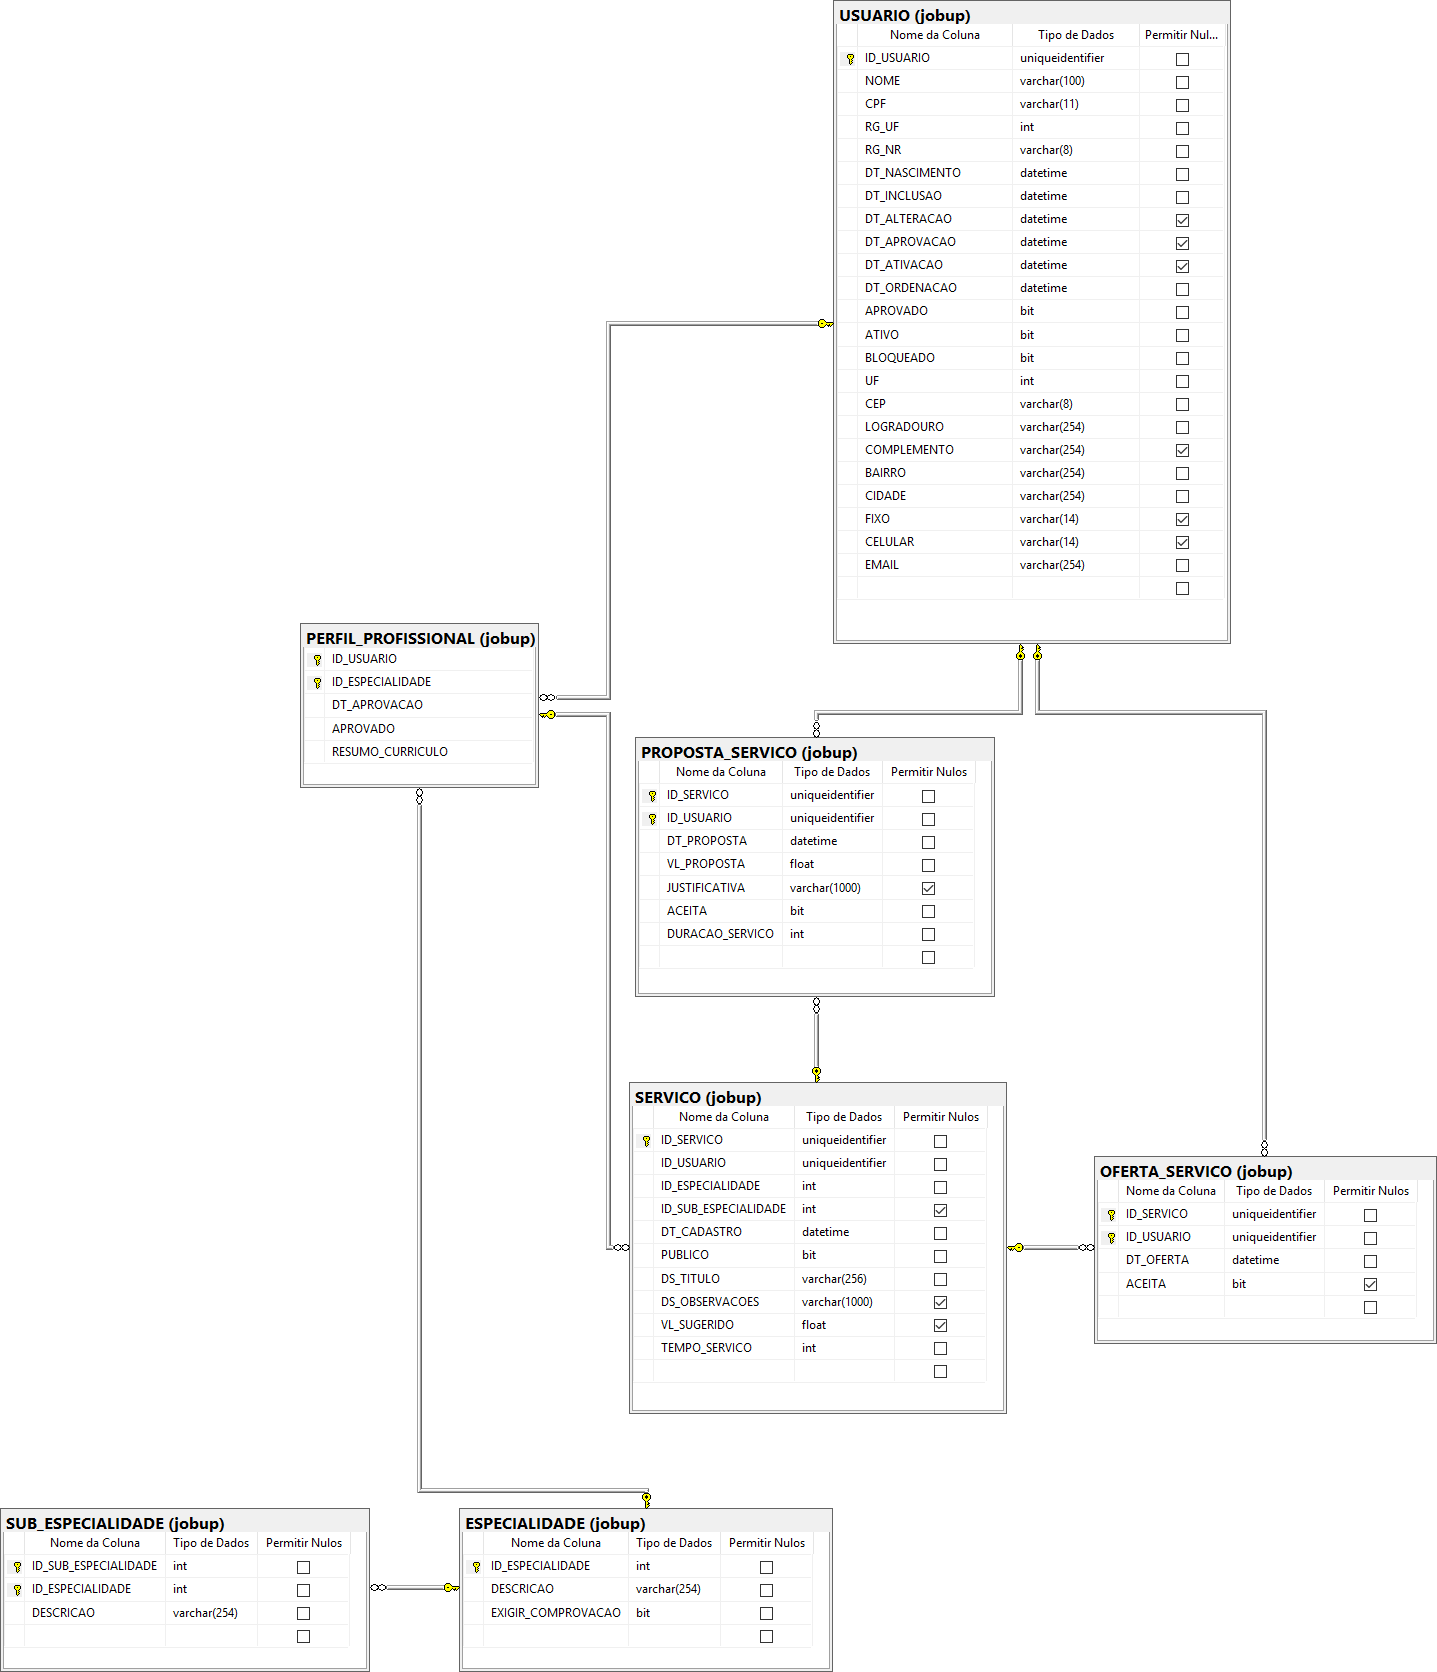 USUARIO (jobup)
Nome da Coluna Tipo de Dados Permitir Nul...
ID_USUARIO uniqueidentifier
NOME varchar(100)
CPF varchar(11)
RG_UF int
RG_NR varchar(8)
DT_NASCIMENTO datetime
DT_INCLUSAO datetime
DT_ALTERACAO datetime
DT_APROVACAO datetime
DT_ATIVACAO datetime
DT_ORDENACAO datetime
APROVADO bit
ATIVO bit
BLOQUEADO bit
UF int
CEP varchar(8)
LOGRADOURO varchar(254)
COMPLEMENTO varchar(254)
BAIRRO varchar(254)
CIDADE varchar(254)
FIXO varchar(14)
CELULAR varchar(14)
EMAIL varchar(254)
PERFIL_PROFISSIONAL (jobup)
ID_USUARIO
ID_ESPECIALIDADE
DT_APROVACAO
APROVADO
RESUMO_CURRICULO
PROPOSTA_SERVICO (jobup)
Nome da Coluna Tipo de Dados Permitir Nulos
ID_SERVICO uniqueidentifier
ID_USUARIO uniqueidentifier
DT_PROPOSTA datetime
VL_PROPOSTA float
JUSTIFICATIVA varchar(1000)
ACEITA bit
DURACAO_SERVICO int
SERVICO (jobup)
Nome da Coluna Tipo de Dados Permitir Nulos
ID_SERVICO uniqueidentifier
ID_USUARIO uniqueidentifier
ID_ESPECIALIDADE int
ID_SUB_ESPECIALIDADE int
DT_CADASTRO datetime
PUBLICO bit
DS_TITULO varchar(256)
DS_OBSERVACOES varchar(1000)
VL_SUGERIDO float
TEMPO_SERVICO int
OFERTA_SERVICO (jobup)
Nome da Coluna Tipo de Dados Permitir Nulos
ID_SERVICO uniqueidentifier
ID_USUARIO uniqueidentifier
DT_OFERTA datetime
ACEITA bit
SUB_ESPECIALIDADE (jobup)
Nome da Coluna Tipo de Dados Permitir Nulos
ID_SUB_ESPECIALIDADE int
ID_ESPECIALIDADE int
DESCRICAO varchar(254)
ESPECIALIDADE (jobup)
Nome da Coluna Tipo de Dados Permitir Nulos
ID_ESPECIALIDADE int
DESCRICAO varchar(254)
EXIGIR_COMPROVACAO bit